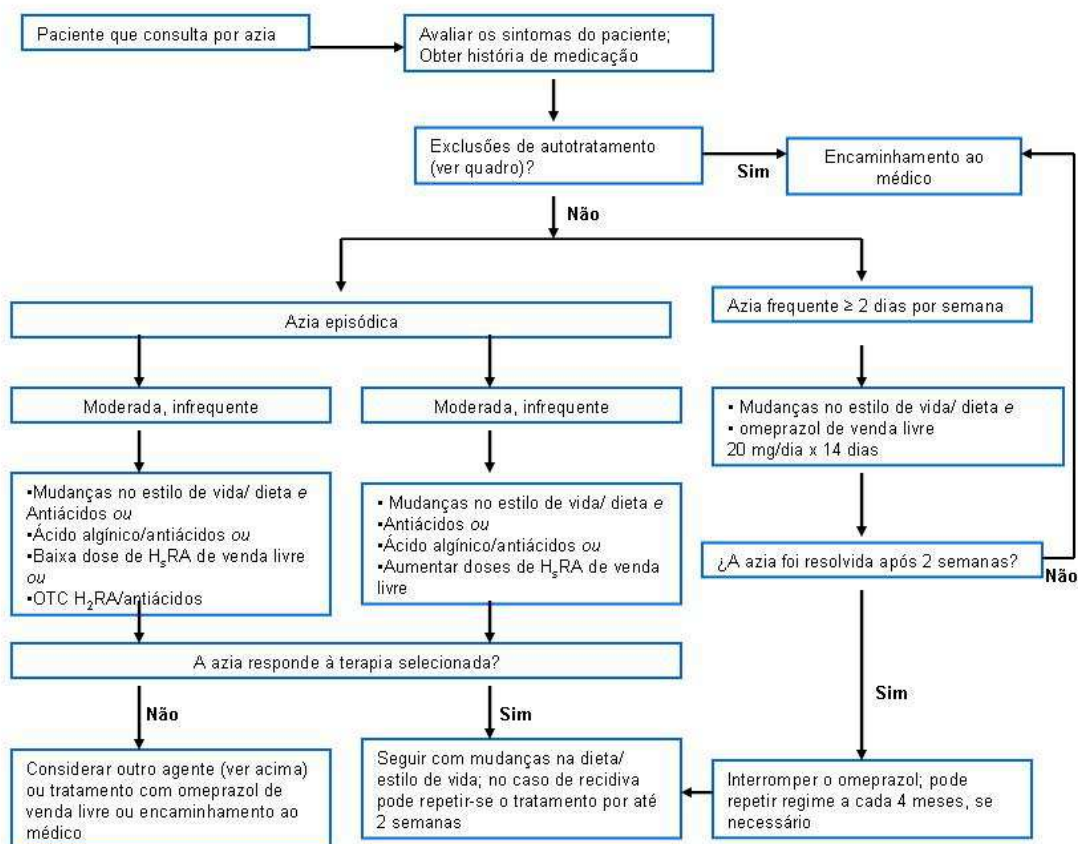 Paciente que consulta por azia
Avaliar os sintomas do paciente;
Obter história de medicação
Exclusões de autotratamento
(ver quadro)?
Sim
Encaminhamento ao
médico
Não
Azia episódica
Azia frequente ≥ 2 dias por semana
Moderada, infrequente
Moderada, infrequente
▪ Mudanças no estilo de vida/ dieta e
▪ omeprazol de venda livre
20 mg/dia x 14 dias
▪Mudanças no estilo de vida/ dieta e
Antiácidos ou
▪Ácido algínico/antiácidos ou
▪Baixa dose de HₛRA de venda livre
ou
▪OTC H₂RA/antiácidos
▪ Mudanças no estilo de vida/ dieta e
▪Antiácidos ou
▪Ácido algínico/antiácidos ou
▪Aumentar doses de HₛRA de venda
livre
¿A azia foi resolvida após 2 semanas?
Não
A azia responde à terapia selecionada?
Não
Sim
Sim
Considerar outro agente (ver acima)
ou tratamento com omeprazol de
venda livre ou encaminhamento ao
médico
Seguir com mudanças na dieta/
estilo de vida; no caso de recidiva
pode repetir-se o tratamento por até
2 semanas
Interromper o omeprazol; pode
repetir regime a cada 4 meses, se
necessário